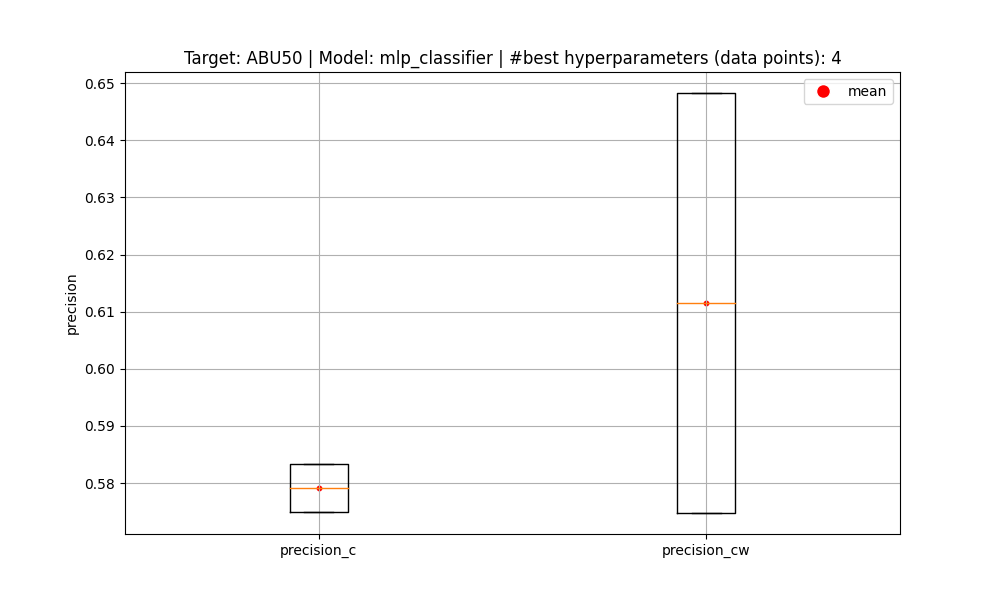 Target: ABU50 | Model: mlp_classifier | #best hyperparameters (data points): 4
mean
0.65
0.64
0.63
0.62
0.61
0.60
0.59
0.58
precision
precision_c precision_cw